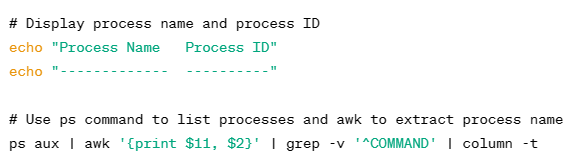 # Display process name and process ID
echo "Process Name   Process ID"
echo "-------------  ----------"
# Use ps command to list processes and awk to extract process name
ps aux | awk '{print $11, $2}' | grep -v '^COMMAND' | column -t